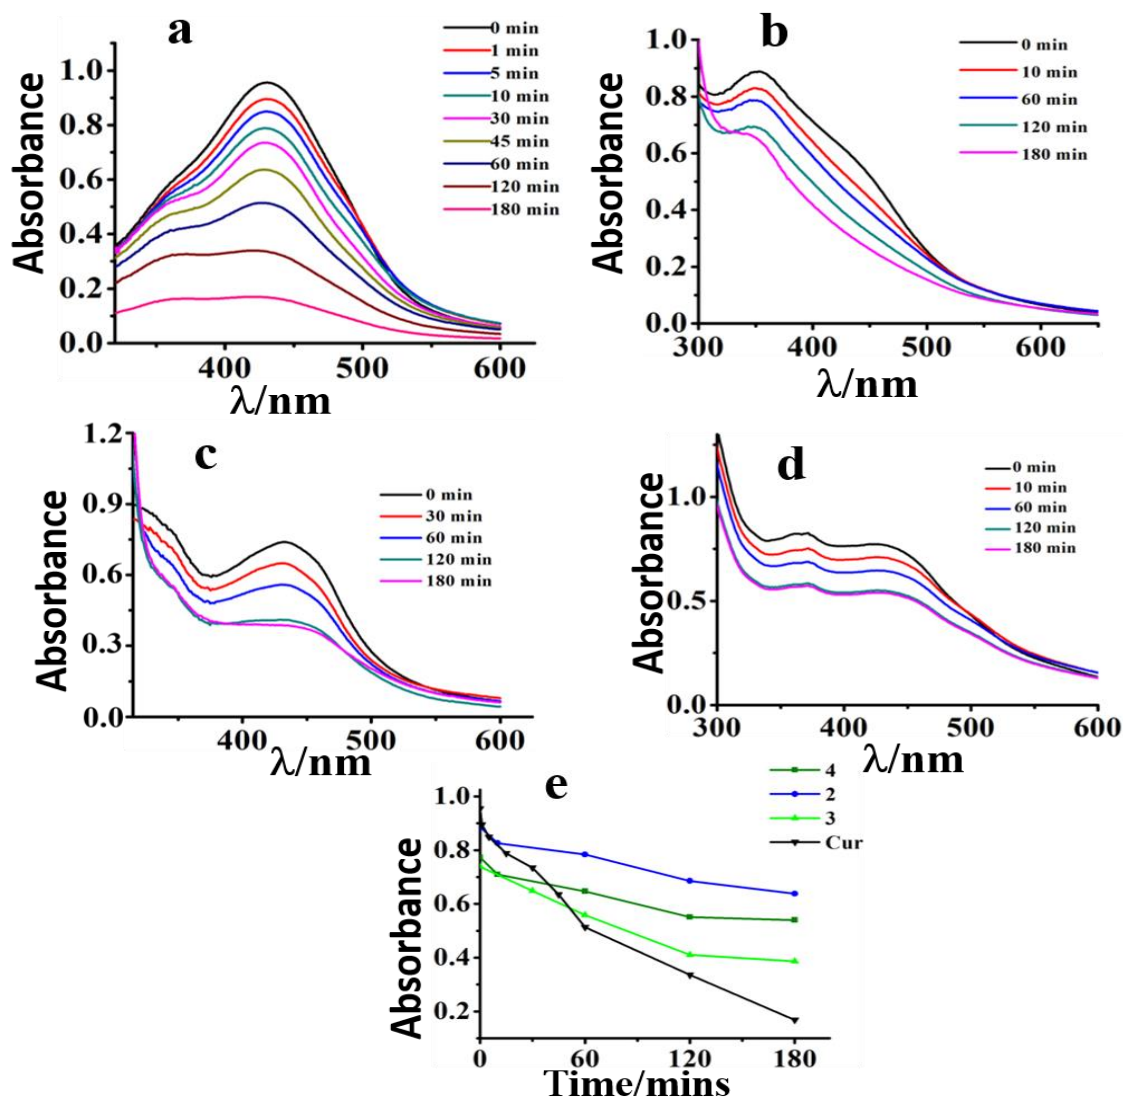 a
0 min
1 min
5 min
10 min
30 min
45 min
60 min
120 min
180 min
1.0
0.8
0.6
0.4
0.2
0.0
Absorbance
400
500
600
λ/nm
b
0 min
10 min
60 min
120 min
180 min
1.0
0.8
0.6
0.4
0.2
0.0
Absorbance
300
400
500
600
λ/nm
c
0 min
30 min
60 min
120 min
180 min
1.2
0.9
0.6
0.3
0.0
Absorbance
400
500
600
λ/nm
d
0 min
10 min
60 min
120 min
180 min
1.0
0.5
0.0
Absorbance
300
400
500
600
λ/nm
e
4
2
3
Cur
1.0
0.8
0.6
0.4
0.2
Absorbance
0
60
120
180
Time/mins